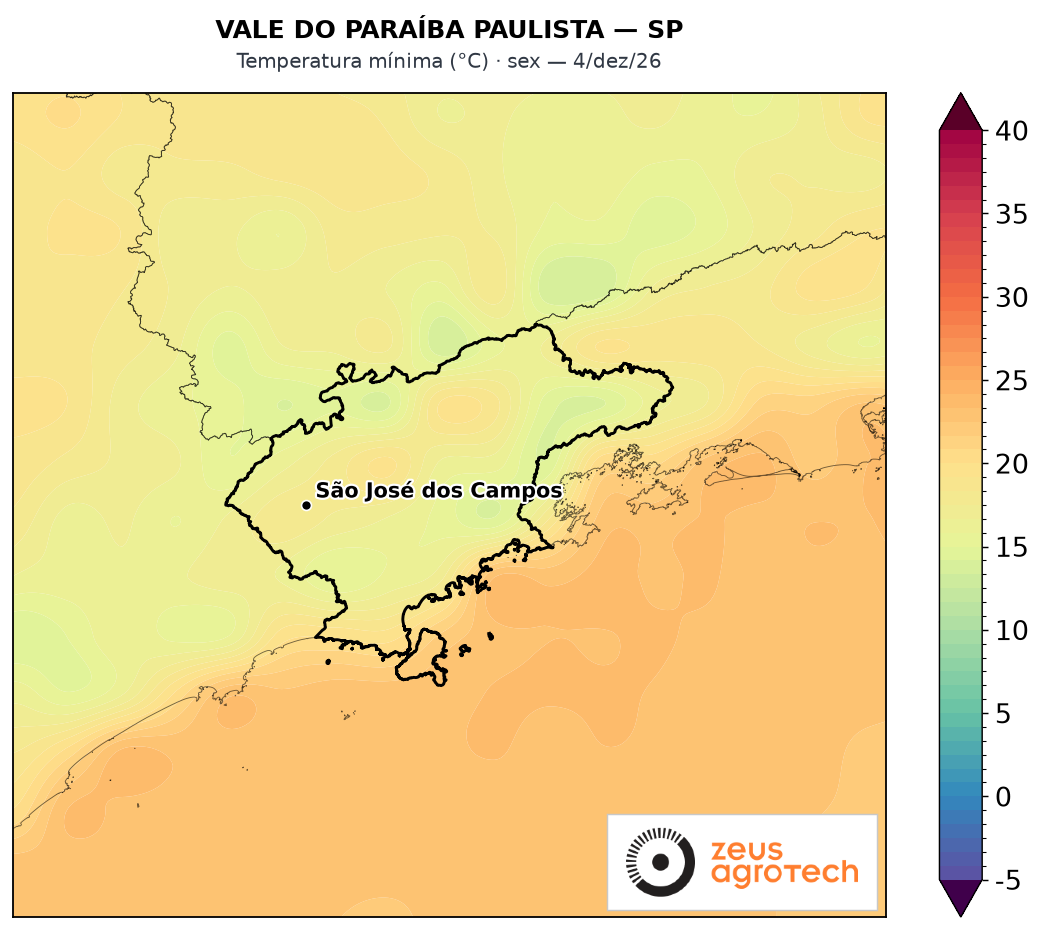 VALE DO PARAÍBA PAULISTA — SP
Temperatura mínima (°C) · sex — 4/dez/26
40
35
30
25
20
15
10
5
0
-5
São José dos Campos
zeus
agrotech